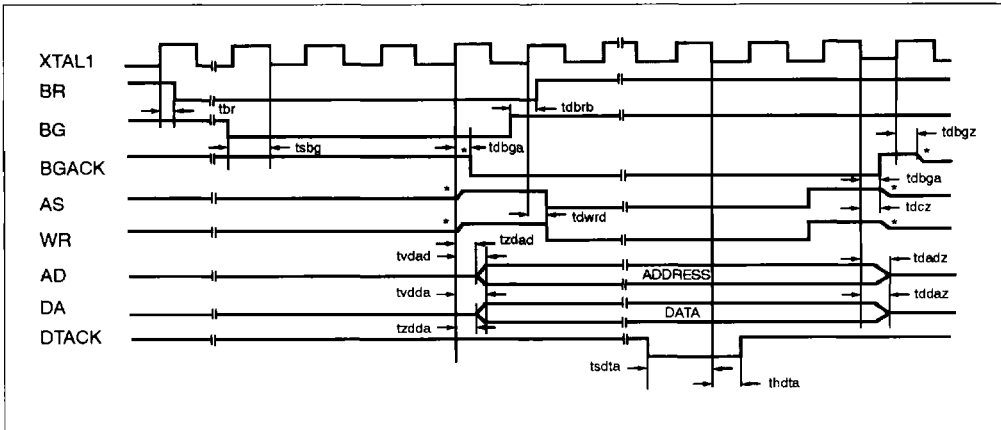 XTAL1
BR
tbr
tdbrb
BG
tsbg
tdbga
tdbgz
BGACK
*
tdbga
*
AS
*
tdwrd
tdcz
*
WR
*
tzdad
*
tvdad
tdadz
AD
ADDRESS
tvdda
tddaz
DA
DATA
tzdda
DTACK
tsdta
thdta